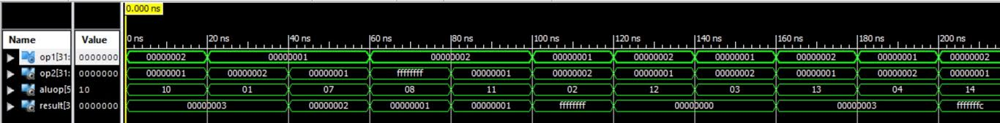 0.000 ns
Name Value 0 ns 20 ns 40 ns 60 ns 80 ns 100 ns 120 ns 140 ns 160 ns 180 ns 200 ns
op1[31: 0000000 00000002 00000001 00000002 00000001 00000002 00000001 00000002 00000001 00000002
op2[31: 0000000 00000001 00000002 00000001 ffffffff 00000001 00000002 00000001 00000002 00000001 00000002 00000001
aluop[5 10 10 01 07 08 11 02 12 03 13 04 14
result[3 0000000 00000003 00000002 00000001 00000001 ffffffff 00000000 00000003 fffffffc